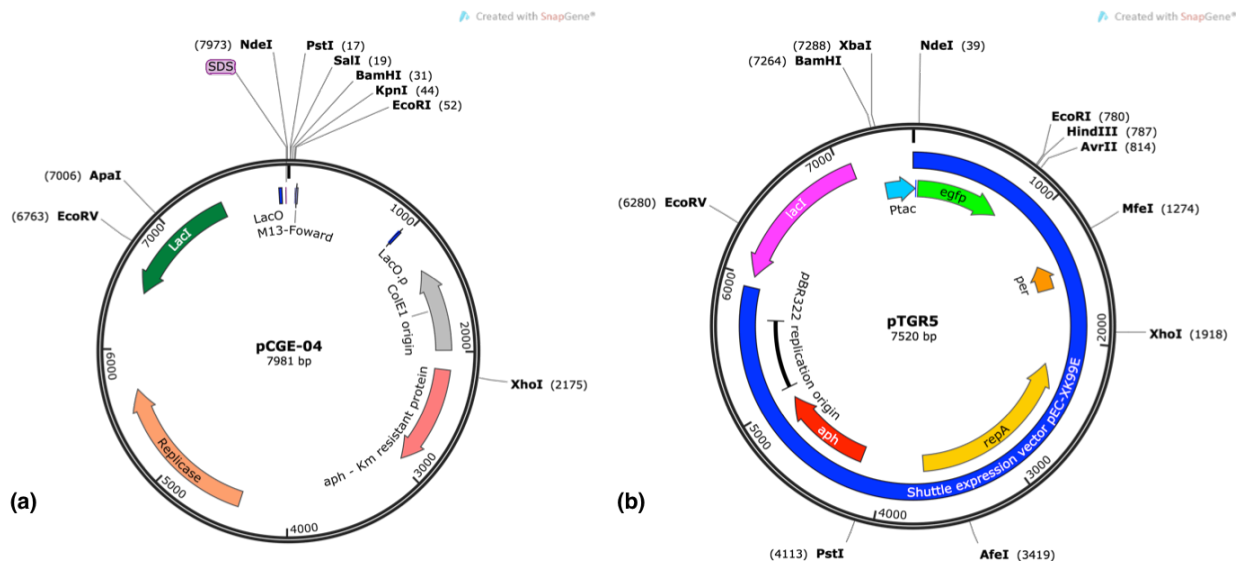 Created with SnapGene®
(7973) NdeI
SDS
PstI (17)
SalI (19)
BamHI (31)
KpnI (44)
EcoRI (52)
(7006) ApaI
(6763) EcoRV
XhoI (2175)
1000
2000
3000
4000
5000
6000
7000
LacO
M13-Foward
LacO.p
ColE1 origin
aph - Km resistant protein
Replicase
LacI
pCGE-04
7981 bp
(a)
Created with SnapGene®
(7288) XbaI
(7264) BamHI
NdeI (39)
EcoRI (780)
HindIII (787)
AvrII (814)
MfeI (1274)
XhoI (1918)
AfeI (3419)
(4113) PstI
(6280) EcoRV
1000
2000
3000
4000
5000
6000
7000
lacI
Ptac
egfp
per
repA
aph
pBR322 replication origin
Shuttle expression vector pEC-XK99E
pTGR5
7520 bp
(b)